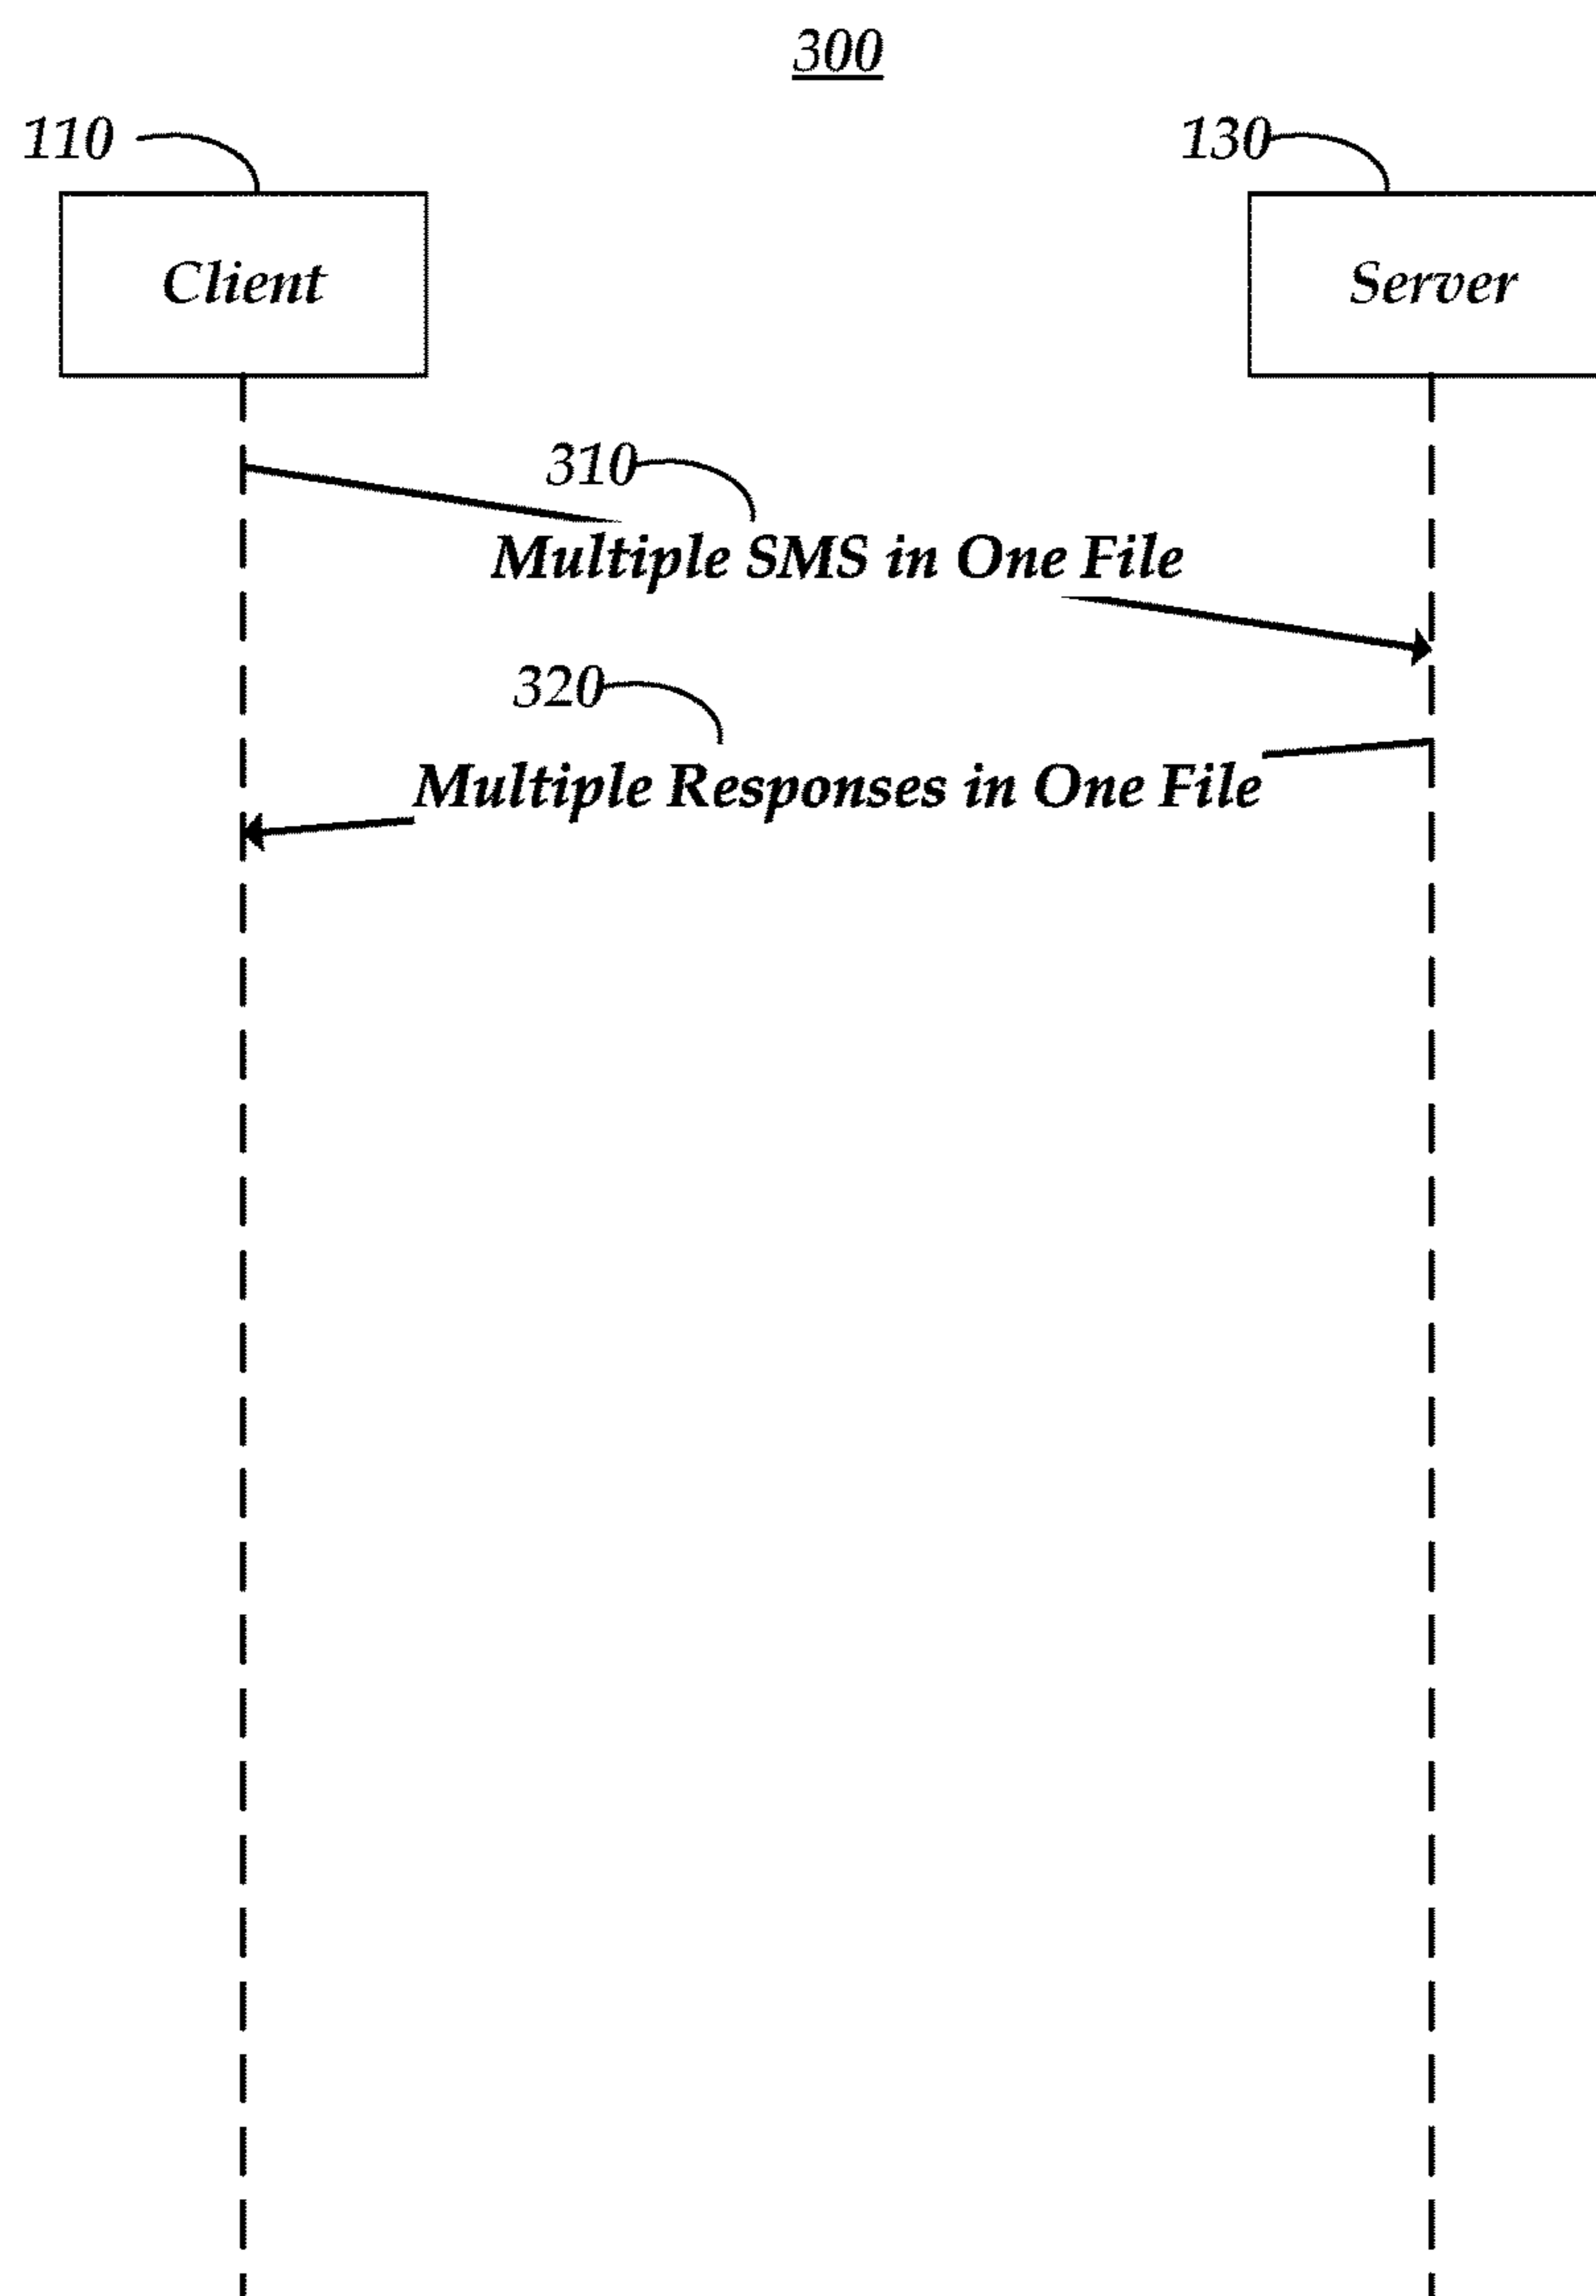 300
110
130
Client
Server
310
Multiple SMS in One File
320
Multiple Responses in One File